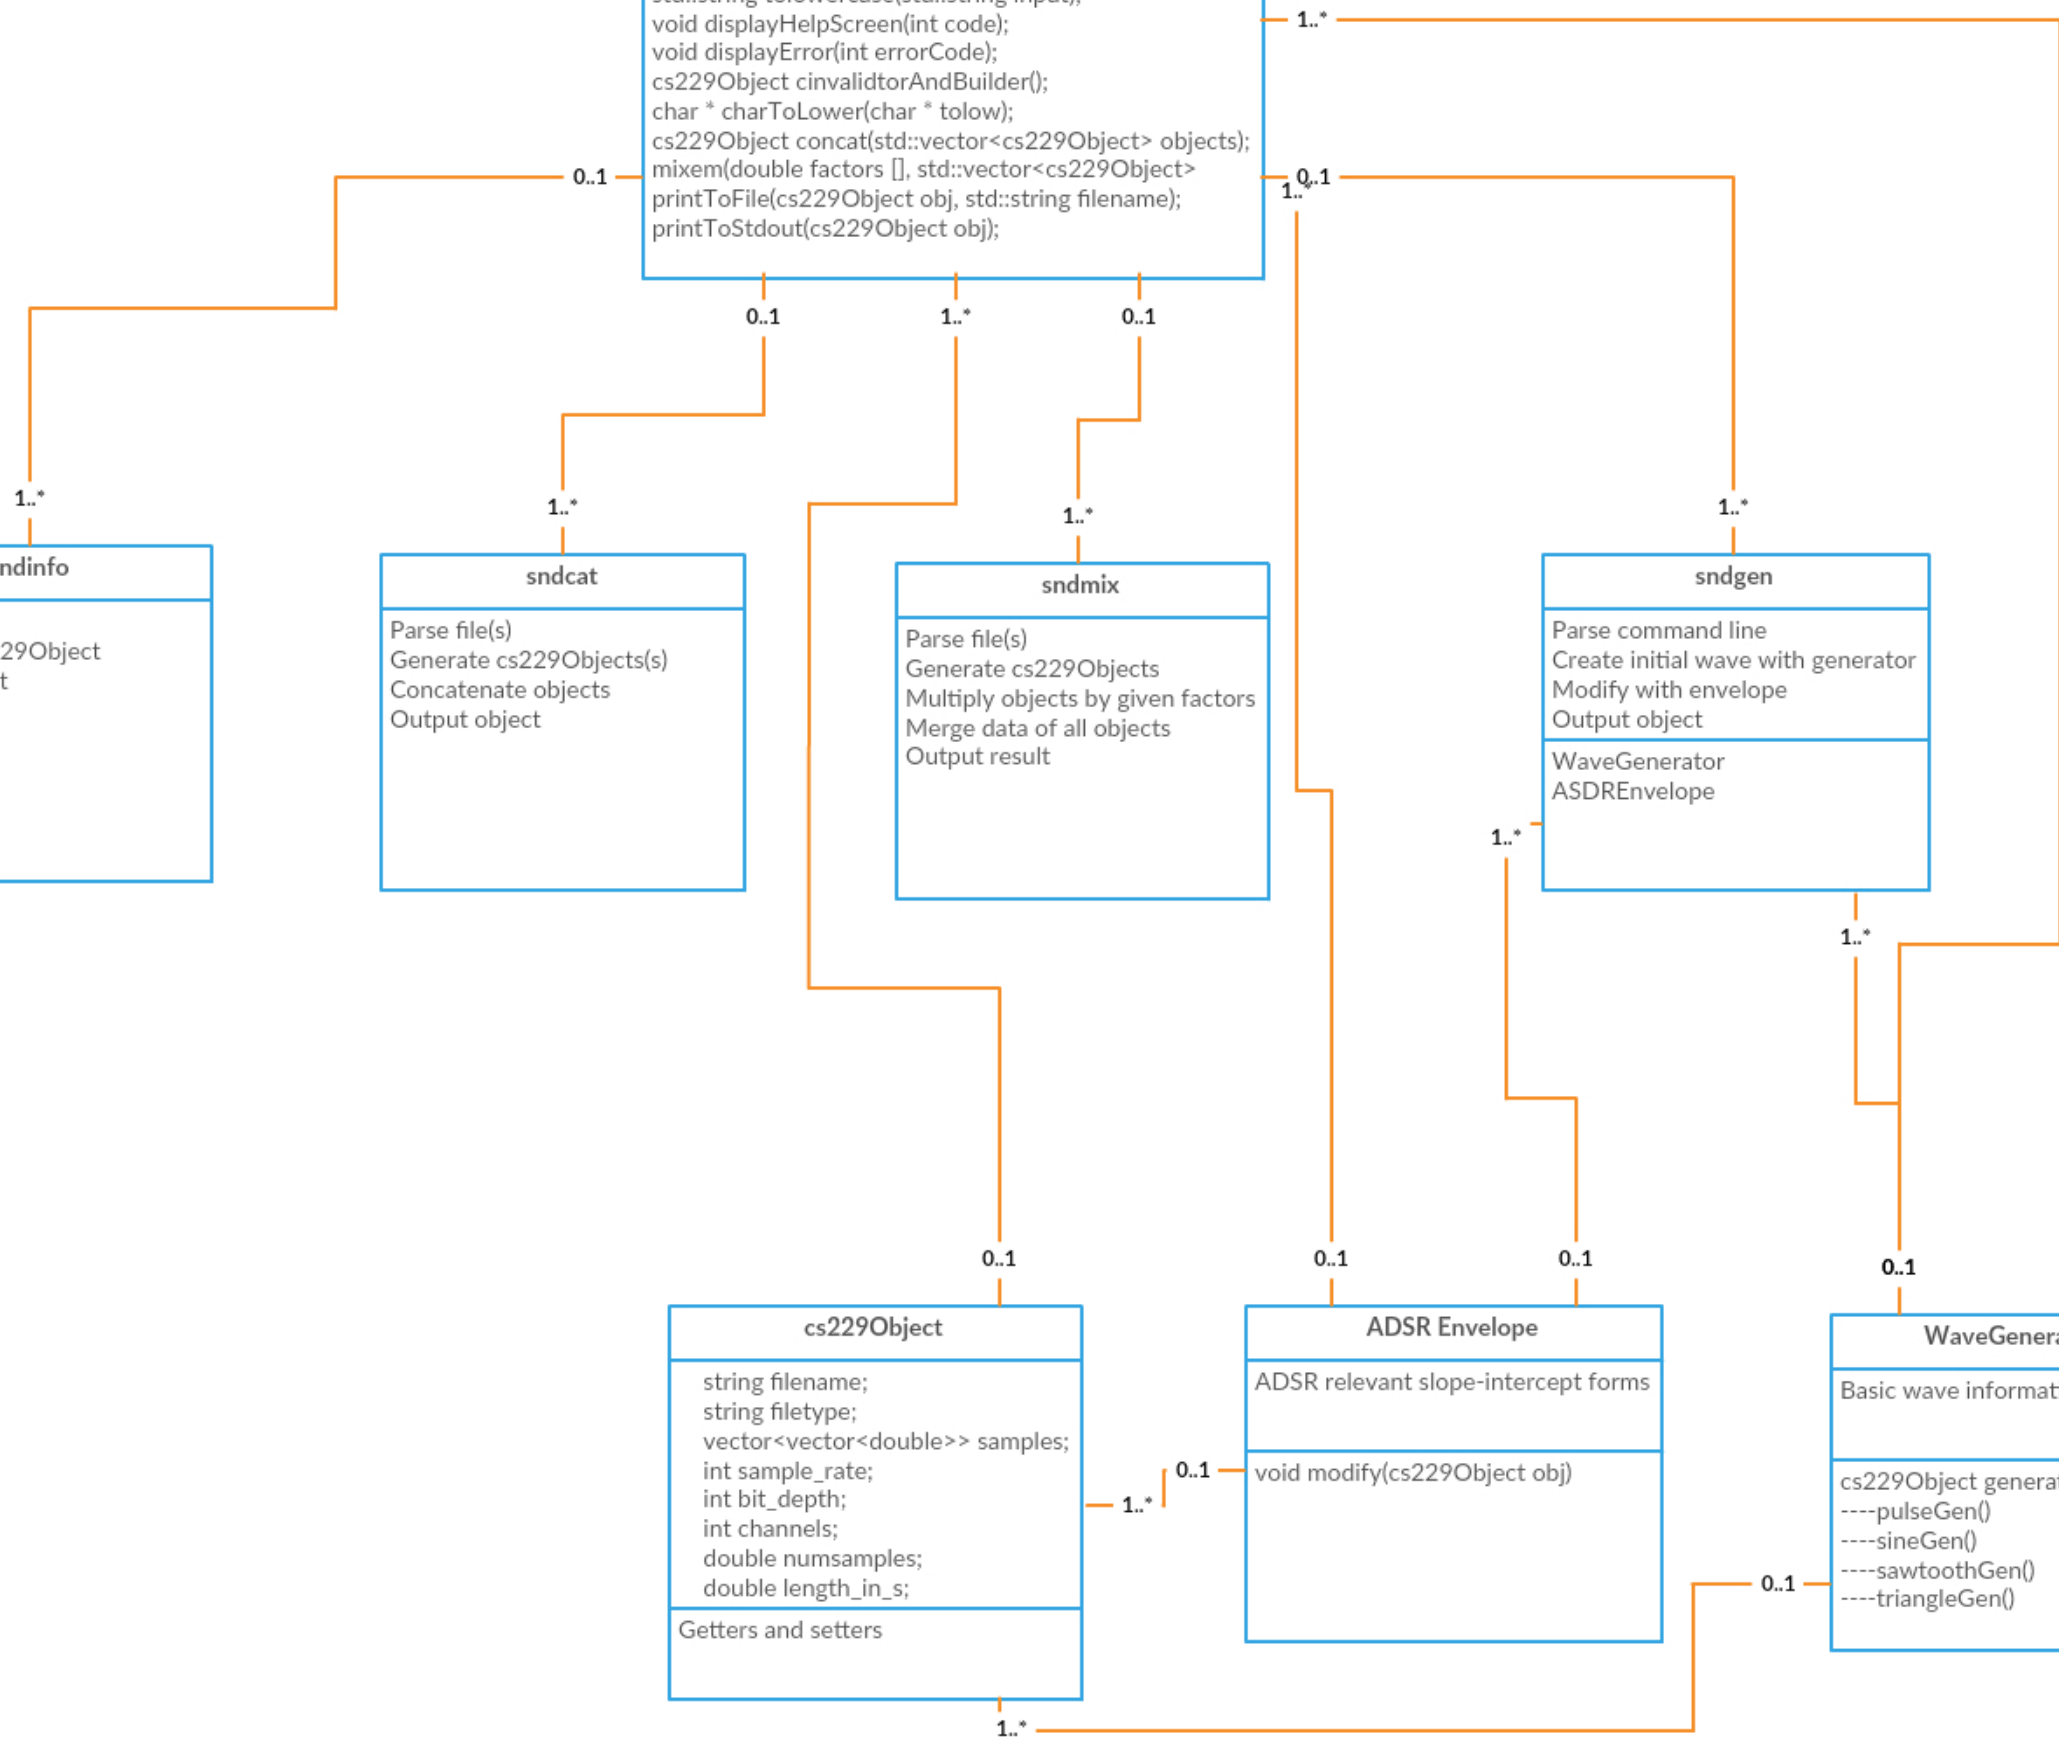 void displayHelpScreen(int code);
void displayError(int errorCode);
cs229Object cinvalidtorAndBuilder();
char * charToLower(char * tolow);
cs229Object concat(std::vector<cs229Object> objects);
mixem(double factors [], std::vector<cs229Object>
printToFile(cs229Object obj, std::string filename);
printToStdout(cs229Object obj);
1..*
0..1
0..1
1..*
0..1
1..*
0..1
1..*
1..*
1..*
1..*
ndinfo
29Object
t
sndcat
Parse file(s)
Generate cs229Objects(s)
Concatenate objects
Output object
sndmix
Parse file(s)
Generate cs229Objects
Multiply objects by given factors
Merge data of all objects
Output result
sndgen
Parse command line
Create initial wave with generator
Modify with envelope
Output object
WaveGenerator
ASDREnvelope
1..*
1..*
0..1
0..1
0..1
0..1
cs229Object
string filename;
string filetype;
vector<vector<double>> samples;
int sample_rate;
int bit_depth;
int channels;
double numsamples;
double length_in_s;
Getters and setters
1..*
0..1
ADSR Envelope
ADSR relevant slope-intercept forms
void modify(cs229Object obj)
WaveGenera
Basic wave informat
cs229Object genera
----pulseGen()
----sineGen()
----sawtoothGen()
----triangleGen()
0..1
1..*